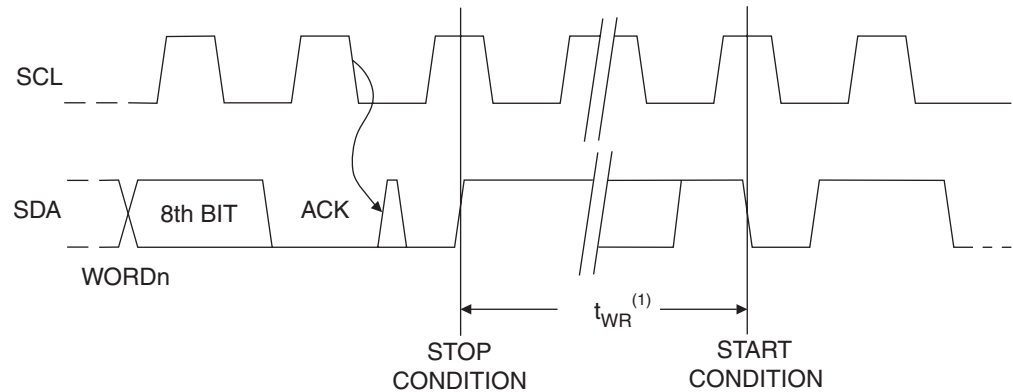 SCL
SDA
8th BIT
ACK
WORDn
tWR(1)
STOP
CONDITION
START
CONDITION